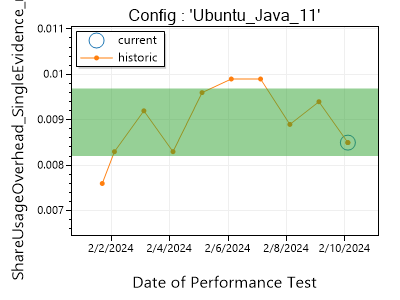 Config : 'Ubuntu_Java_11'
current
historic
0.011
0.01
0.009
0.008
0.007
2/2/2024
2/4/2024
2/6/2024
2/8/2024
2/10/2024
Date of Performance Test
ShareUsageOverhead_SingleEvidence_